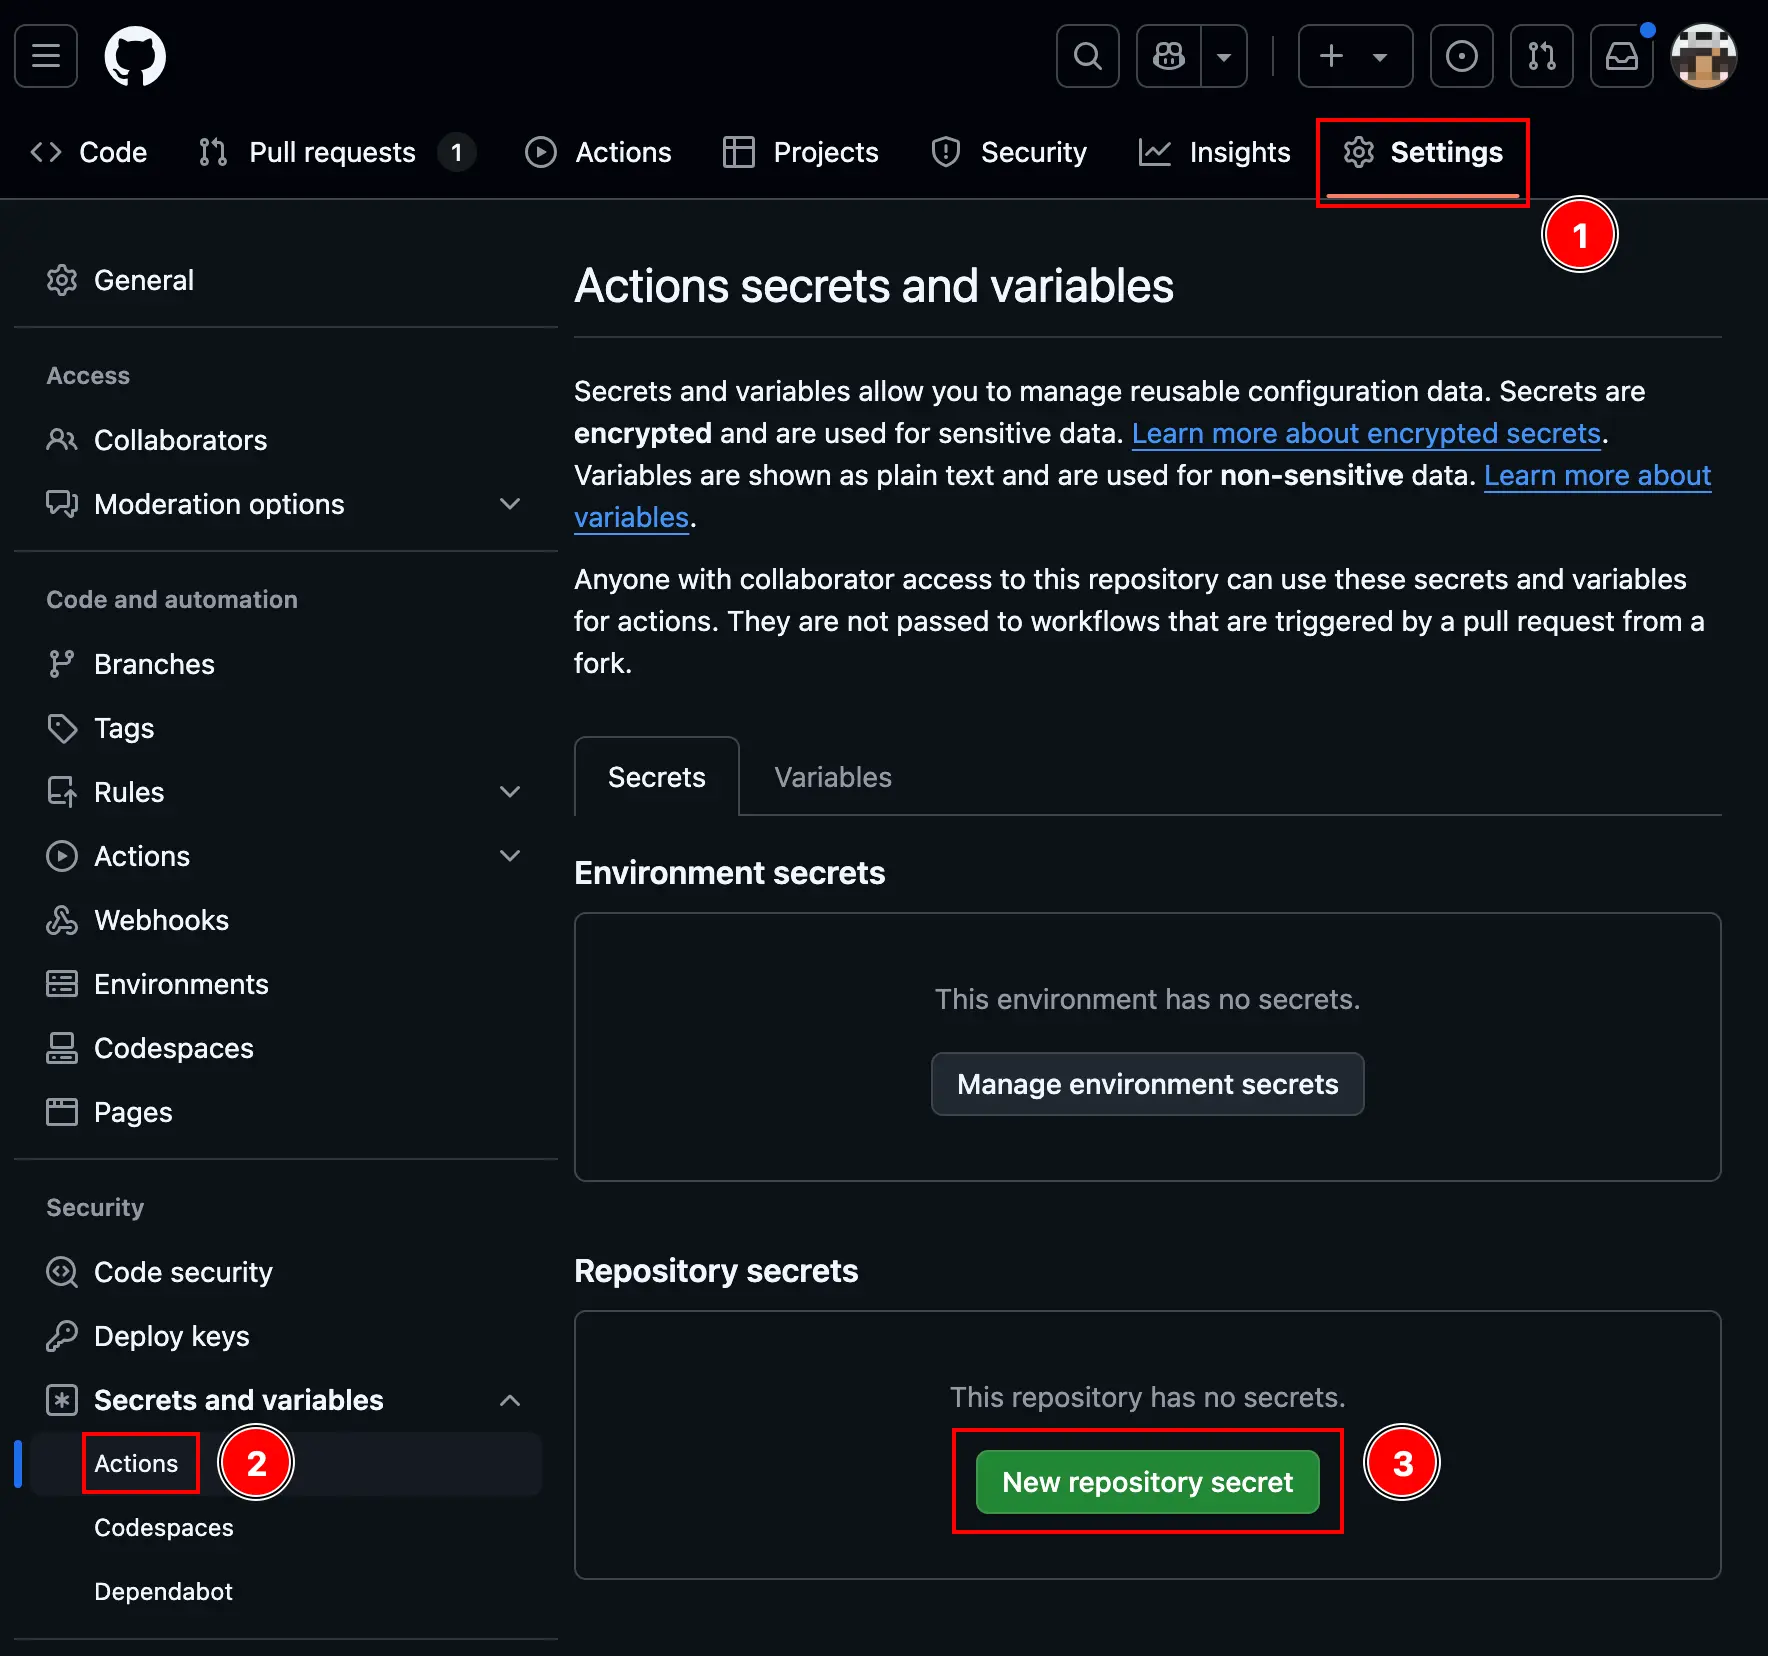 Code
Pull requests 1
Actions
Projects
Security
Insights
Settings
1
General
Access
Collaborators
Moderation options
Code and automation
Branches
Tags
Rules
Actions
Webhooks
Environments
Codespaces
Pages
Security
Code security
Deploy keys
Secrets and variables
Actions
2
Codespaces
Dependabot
Actions secrets and variables
Secrets and variables allow you to manage reusable configuration data. Secrets are
encrypted and are used for sensitive data. Learn more about encrypted secrets.
Variables are shown as plain text and are used for non-sensitive data. Learn more about
variables.
Anyone with collaborator access to this repository can use these secrets and variables
for actions. They are not passed to workflows that are triggered by a pull request from a
fork.
Secrets
Variables
Environment secrets
This environment has no secrets.
Manage environment secrets
Repository secrets
This repository has no secrets.
New repository secret
3